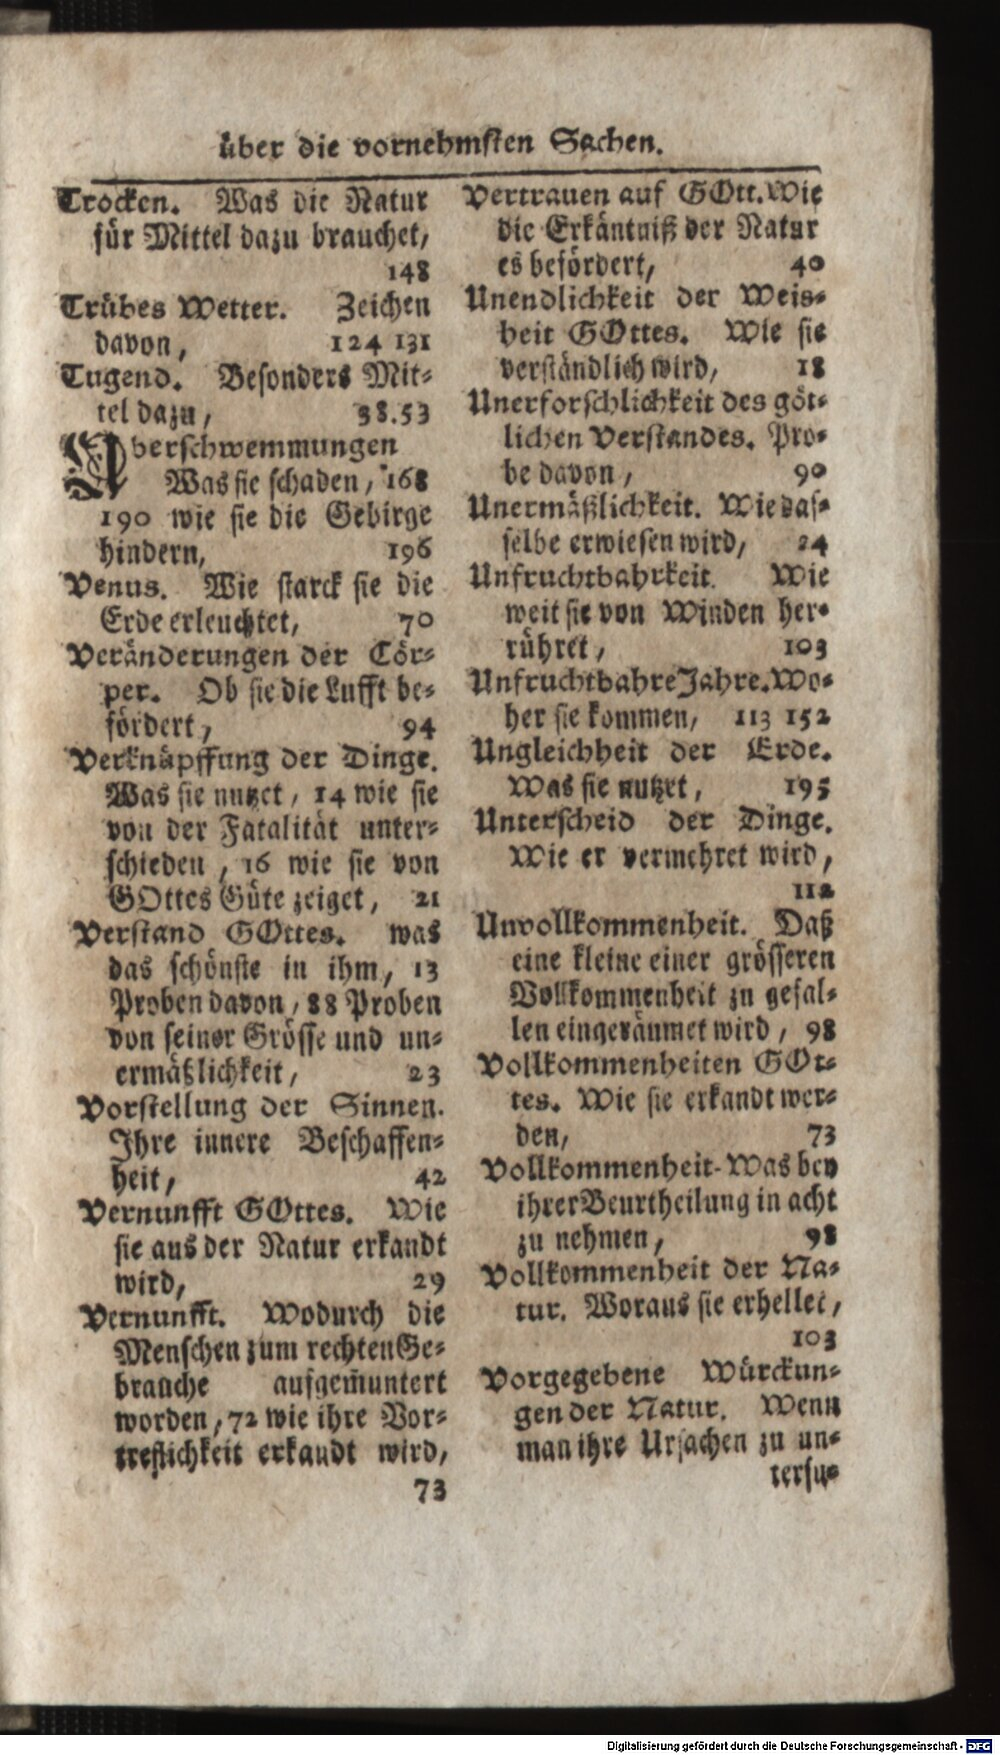 über die vornehmsten Sachen.
Trocken. Was die Natur
für Mittel dazu brauchet,
148
Trübes Wetter. Zeichen
davon, 124 131
Tugend. Besonders Mit-
tel dazu, 38.53
Uberschwemmungen
Was sie schaden, 168
190 wie sie die Gebirge
hindern, 196
Venus. Wie starck sie die
Erde erleuchtet, 70
Veränderungen der Cör-
per. Ob sie die Lufft be-
fördert, 94
Verknüpffung der Dinge.
Was sie nutzet, 14 wie sie
von der Fatalität unter-
schieden, 16 wie sie von
GOttes Güte zeiget, 21
Verstand GOttes. was
das schönste in ihm, 13
Proben davon, 88 Proben
von seiner Grösse und un-
ermäßlichkeit, 23
Vorstellung der Sinnen.
Ihre innere Beschaffen-
heit, 42
Vernunfft GOttes. Wie
sie aus der Natur erkandt
wird, 29
Vernunfft. Wodurch die
Menschen zum rechten Ge-
brauche aufgem̃untert
worden, 72 wie ihre Vor-
treflichkeit erkandt wird,
73
Vertrauen auf GOtt. Wie
die Erkäntniß der Natur
es befördert, 40
Unendlichkeit der Weis-
heit GOttes. Wie sie
verständlich wird, 18
Unerforschlichkeit des göt-
lichen Verstandes. Pro-
be davon, 90
Unermäßlichkeit. Wie das-
selbe erwiesen wird, 24
Unfruchtbahrkeit. Wie
weit sie von Winden her-
rühret, 103
Unfruchtbahre Jahre. Wo-
her sie kommen, 113 152
Ungleichheit der Erde.
Was sie nutzet, 195
Unterscheid der Dinge.
Wie er vermehret wird,
112
Unvollkommenheit. Daß
eine kleine einer grösseren
Vollkommenheit zu gefal-
len eingeräumet wird, 98
Vollkommenheiten GOt-
tes. Wie sie erkandt wer-
den, 73
Vollkommenheit. Was bey
ihrer Beurtheilung in acht
zu nehmen, 98
Vollkommenheit der Na-
tur. Woraus sie erhellet,
103
Vorgegebene Würckun-
gen der Natur. Wenn
man ihre Ursachen zu un-
tersu-
Digitalisierung gefördert durch die Deutsche Forschungsgemeinschaft - DFG